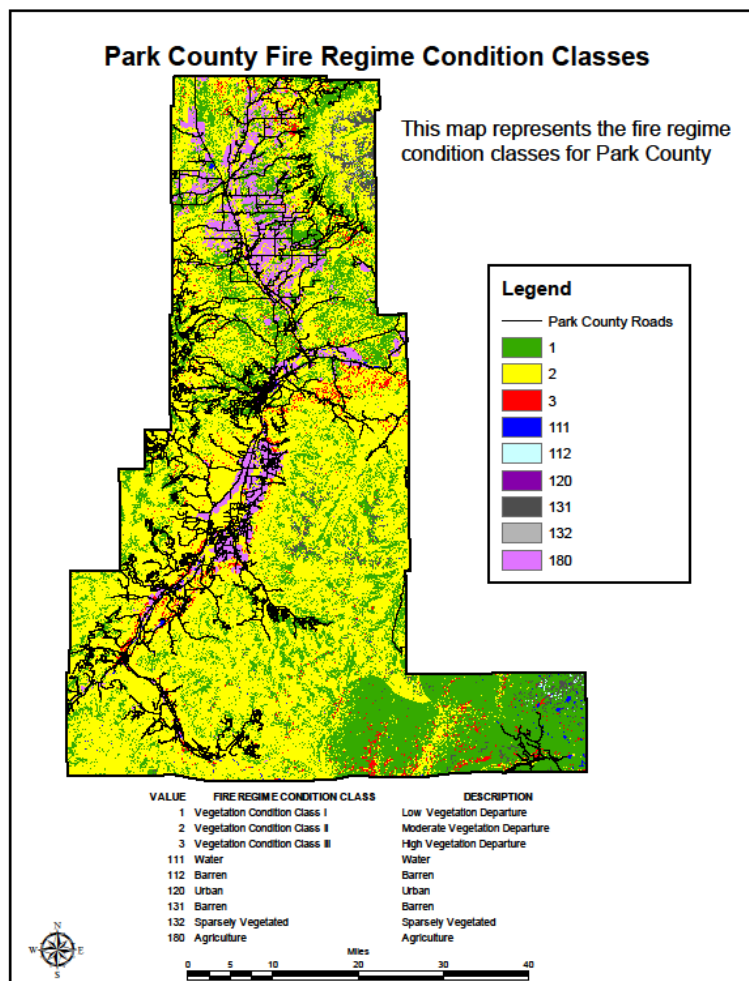 Park County Fire Regime Condition Classes
This map represents the fire regime
condition classes for Park County
Legend
Park County Roads
1
2
3
111
112
120
131
132
180
VALUE FIRE REGIME CONDITION CLASS DESCRIPTION
1 Vegetation Condition Class I Low Vegetation Departure
2 Vegetation Condition Class II Moderate Vegetation Departure
3 Vegetation Condition Class III High Vegetation Departure
111 Water Water
112 Barren Barren
120 Urban Urban
131 Barren Barren
132 Sparsely Vegetated Sparsely Vegetated
180 Agriculture Agriculture
N
W E
S
Miles
0 5 10 20 30 40